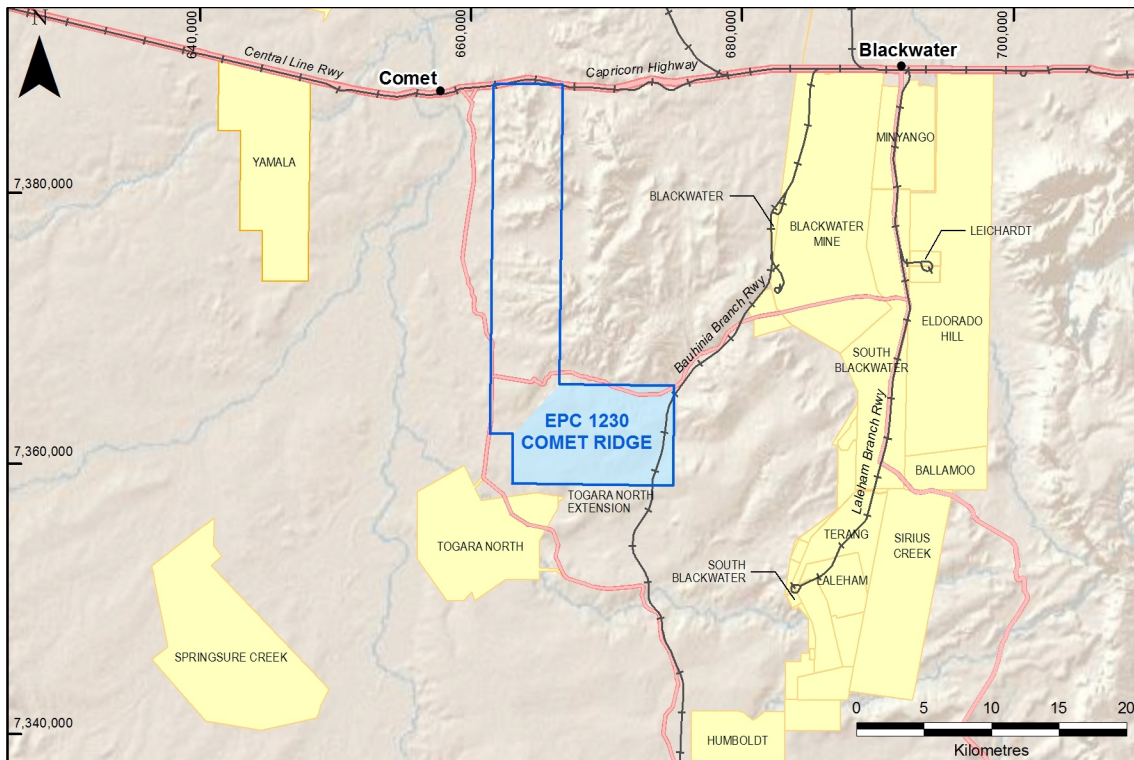 N
640,000
660,000
680,000
700,000
Central Line Rwy
Comet
Capricorn Highway
Blackwater
MINYANGO
YAMALA
7,380,000
BLACKWATER
BLACKWATER
MINE
LEICHARDT
Bauhinia Branch Rwy
ELDORADO
HILL
SOUTH
BLACKWATER
EPC 1230
COMET RIDGE
Laleham Branch Rwy
7,360,000
BALLAMOO
TOGARA NORTH
EXTENSION
TOGARA NORTH
TERANG
SIRIUS
CREEK
SOUTH
BLACKWATER
LALEHAM
SPRINGSURE CREEK
7,340,000
HUMBOLDT
0 5 10 15 20
Kilometres